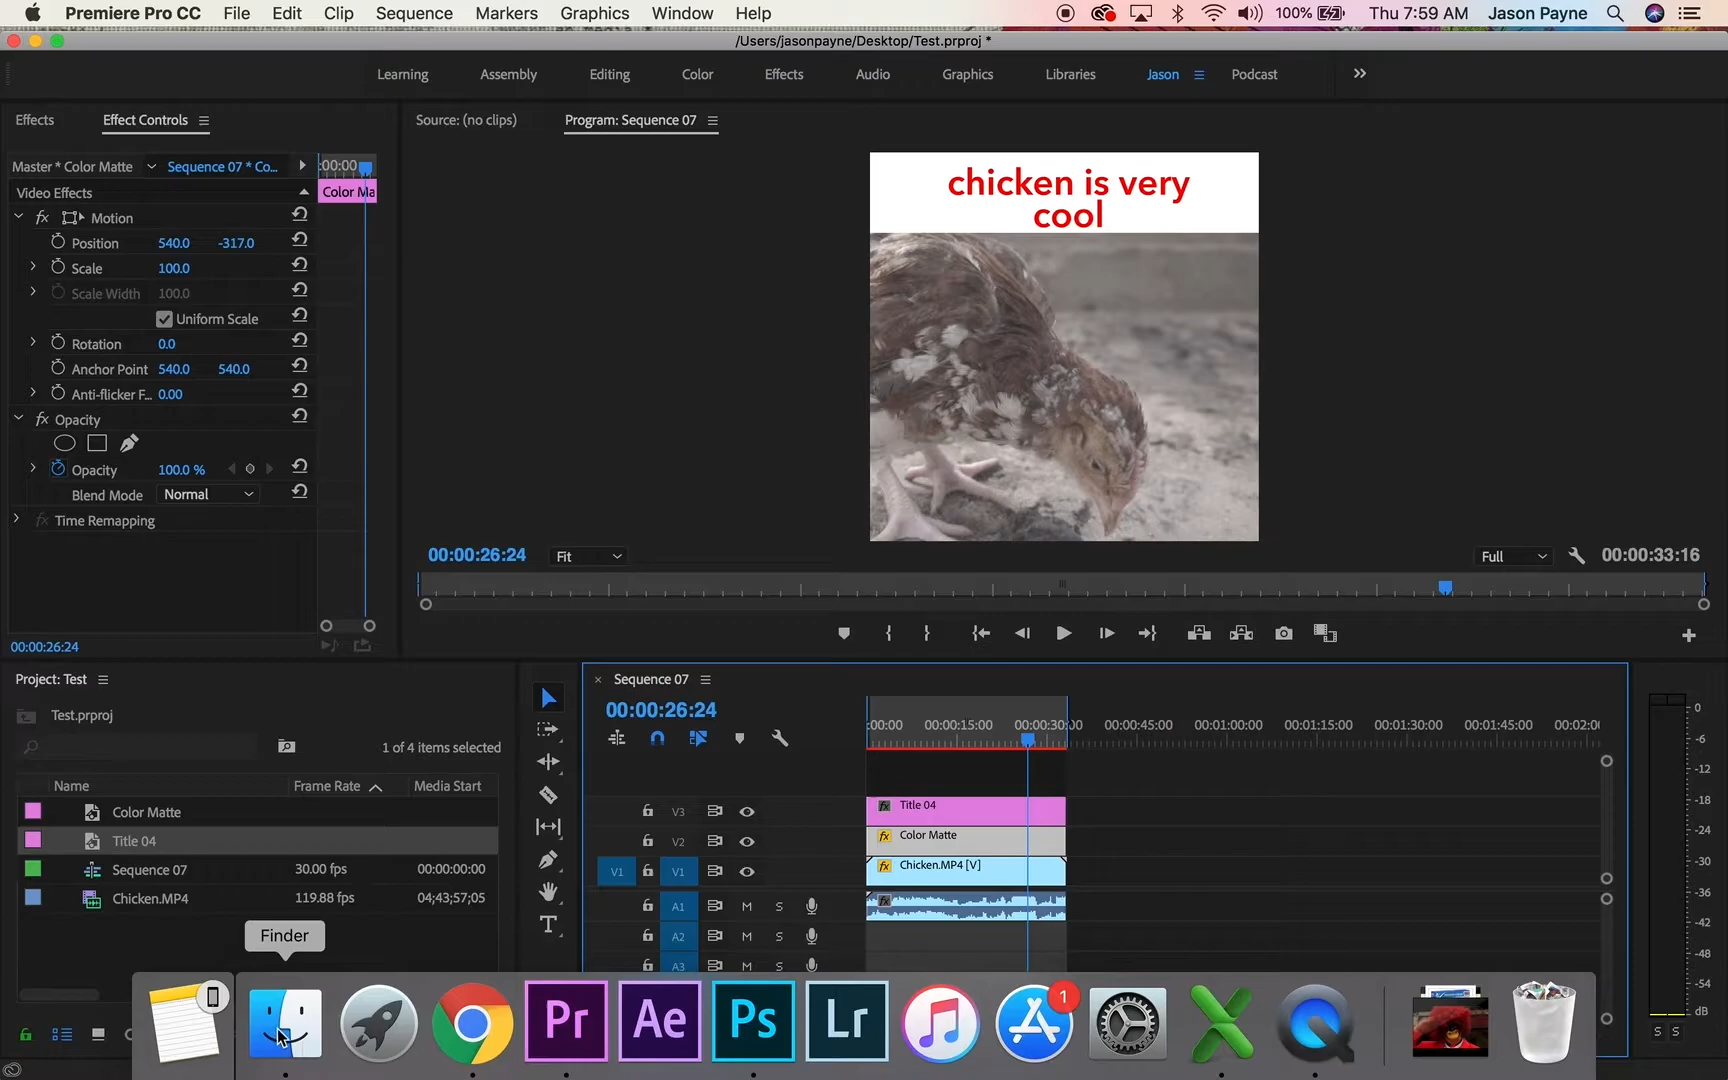 Premiere Pro CC File Edit Clip Sequence Markers Graphics Window Help 100% Thu 7:59 AM Jason Payne
/Users/jasonpayne/Desktop/Test.prproj *
Learning Assembly Editing Color Effects Audio Graphics Libraries Jason Podcast
Effects Effect Controls
Source: (no clips) Program: Sequence 07
Master * Color Matte Sequence 07 * Co... :00:00
Video Effects Color Ma
fx Motion
Position 540.0 -317.0
Scale 100.0
Scale Width 100.0
Uniform Scale
Rotation 0.0
Anchor Point 540.0 540.0
Anti-flicker F... 0.00
fx Opacity
Opacity 100.0 %
Blend Mode Normal
fx Time Remapping
00:00:26:24
chicken is very
cool
00:00:26:24 Fit Full 00:00:33:16
Project: Test
Test.prproj
1 of 4 items selected
Name Frame Rate Media Start
Color Matte
Title 04
Sequence 07 30.00 fps 00:00:00:00
Chicken.MP4 119.88 fps 04;43;57;05
Finder
× Sequence 07
00:00:26:24
:00:00 00:00:15:00 00:00:30:00 00:00:45:00 00:01:00:00 00:01:15:00 00:01:30:00 00:01:45:00 00:02:0
V3 fx Title 04
V2 fx Color Matte
V1 V1 fx Chicken.MP4 [V]
A1 M S fx
A2 M S
A3 M S
T
0
-6
-12
-18
-24
-30
-36
-42
-48
-54
dB
S S
Pr Ae Ps Lr 1